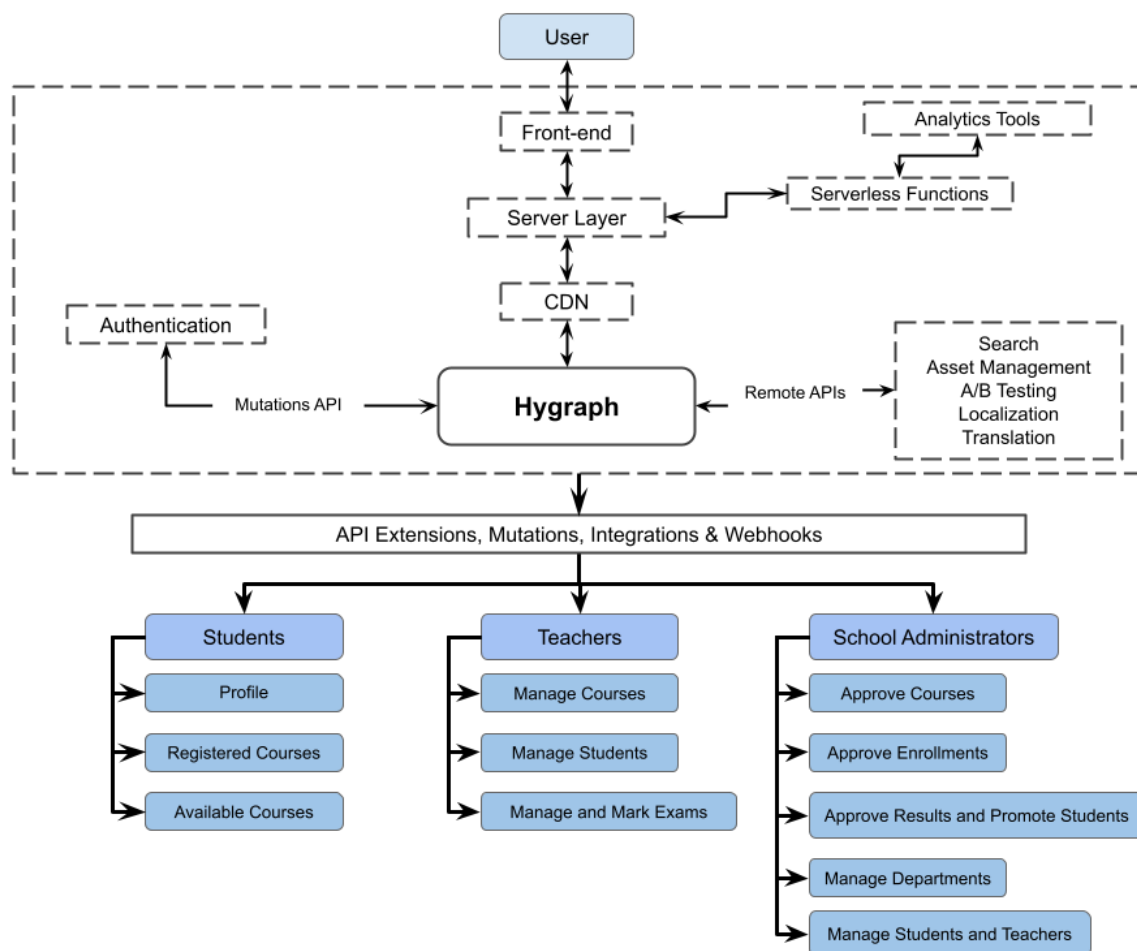 User
Front-end
Analytics Tools
Serverless Functions
Server Layer
CDN
Authentication
Search
Asset Management
A/B Testing
Localization
Translation
Mutations API
Hygraph
Remote APIs
API Extensions, Mutations, Integrations & Webhooks
Students
Teachers
School Administrators
Profile
Manage Courses
Approve Courses
Registered Courses
Manage Students
Approve Enrollments
Available Courses
Manage and Mark Exams
Approve Results and Promote Students
Manage Departments
Manage Students and Teachers